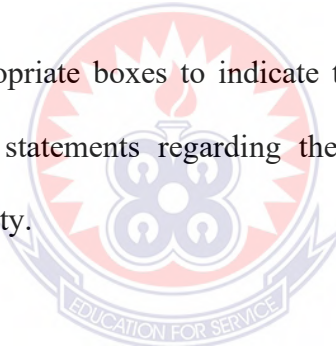 opriate boxes to indicate t
statements regarding the
ty.
EDUCATION FOR SERVICE